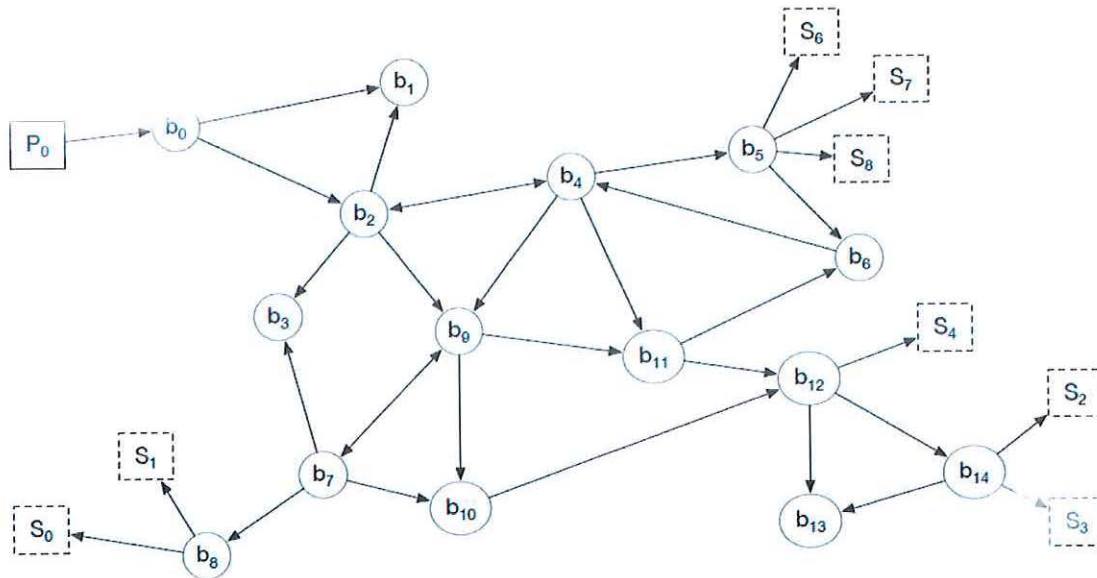 S₆
S₇
b₁
P₀
b₀
b₅
S₈
b₄
b₂
b₆
b₃
b₉
S₄
b₁₁
b₁₂
S₂
S₁
b₇
b₁₄
b₁₀
b₁₃
S₃
S₀
b₈